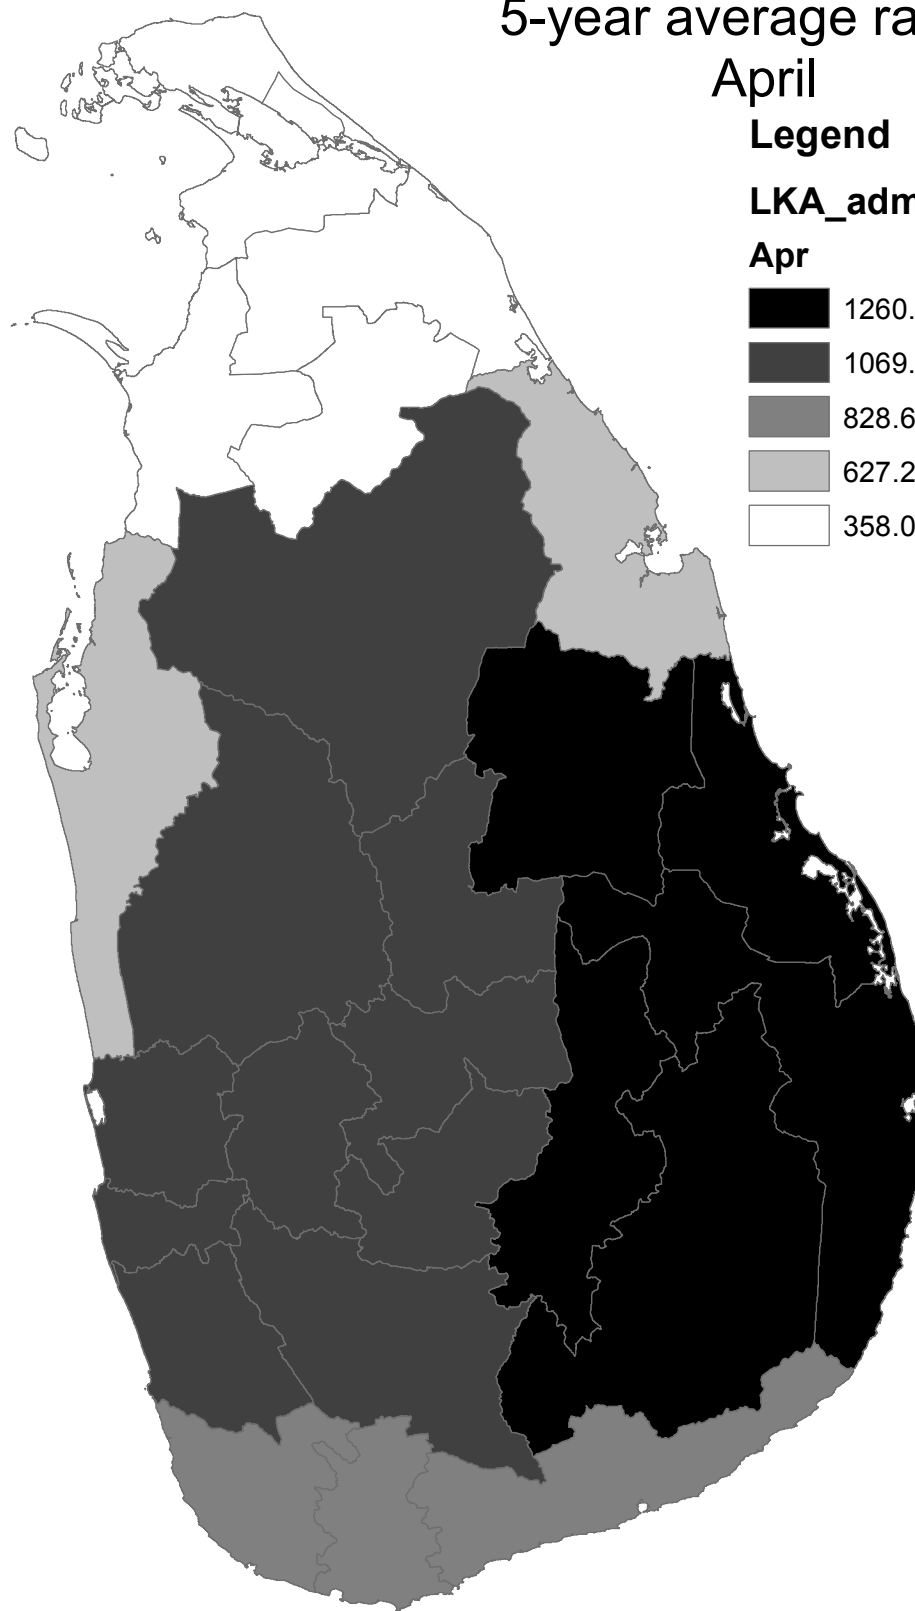 5-year average ra
April
Legend
LKA_adm
Apr
1260.
1069.
828.6
627.2
358.0